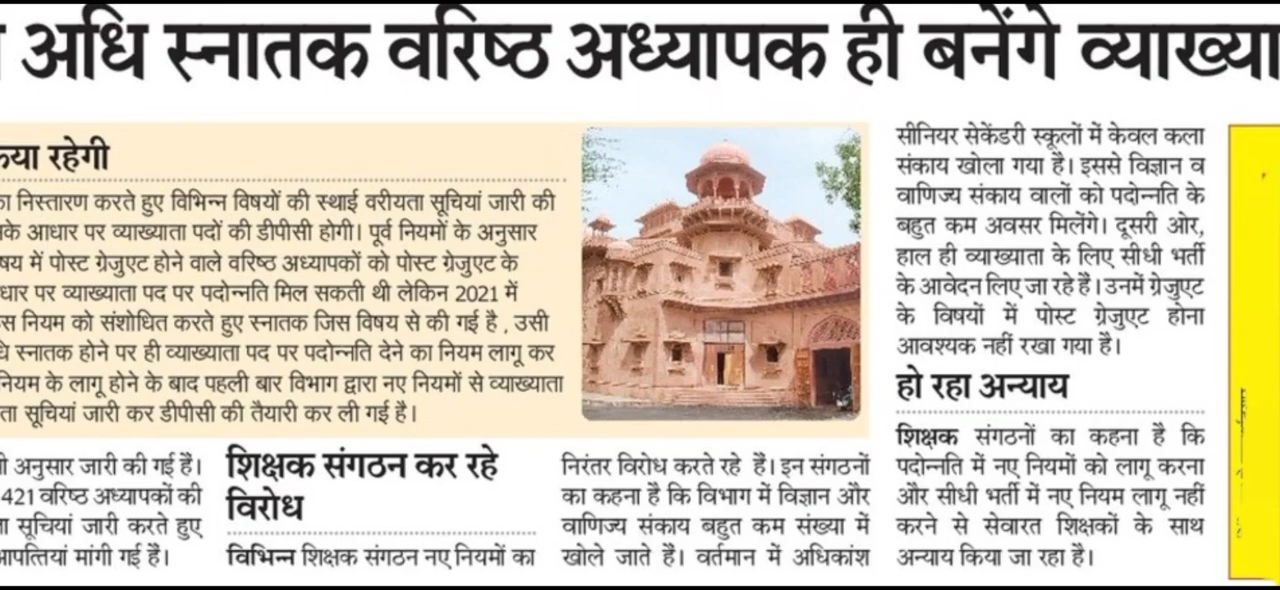 अधि स्नातक वरिष्ठ अध्यापक ही बनेंगे व्याख्या
रहेगी
निस्तारण करते हुए विभिन्न विषयों की स्थाई वरीयता सूचियां जारी की
के आधार पर व्याख्याता पदों की डीपीसी होगी। पूर्व नियमों के अनुसार
में पोस्ट ग्रेजुएट होने वाले वरिष्ठ अध्यापकों को पोस्ट ग्रेजुएट के
पर व्याख्याता पद पर पदोन्नति मिल सकती थी लेकिन 2021 में
नियम को संशोधित करते हुए स्नातक जिस विषय से की गई है , उसी
स्नातक होने पर ही व्याख्याता पद पर पदोन्नति देने का नियम लागू कर
नियम के लागू होने के बाद पहली बार विभाग द्वारा नए नियमों से व्याख्याता
सूचियां जारी कर डीपीसी की तैयारी कर ली गई है।
अनुसार जारी की गई है।
421 वरिष्ठ अध्यापकों की
सूचियां जारी करते हुए
आपत्तियां मांगी गई है।
शिक्षक संगठन कर रहे
विरोध
विभिन्न शिक्षक संगठन नए नियमों का
निरंतर विरोध करते रहे हैं। इन संगठनों
का कहना है कि विभाग में विज्ञान और
वाणिज्य संकाय बहुत कम संख्या में
खोले जाते हैं। वर्तमान में अधिकांश
सीनियर सेकेंडरी स्कूलों में केवल कला
संकाय खोला गया है। इससे विज्ञान व
वाणिज्य संकाय वालों को पदोन्नति के
बहुत कम अवसर मिलेंगे। दूसरी ओर,
हाल ही व्याख्याता के लिए सीधी भर्ती
के आवेदन लिए जा रहे हैं। उनमें ग्रेजुएट
के विषयों में पोस्ट ग्रेजुएट होना
आवश्यक नहीं रखा गया है।
हो रहा अन्याय
शिक्षक संगठनों का कहना है कि
पदोन्नति में नए नियमों को लागू करना
और सीधी भर्ती में नए नियम लागू नहीं
करने से सेवारत शिक्षकों के साथ
अन्याय किया जा रहा है।